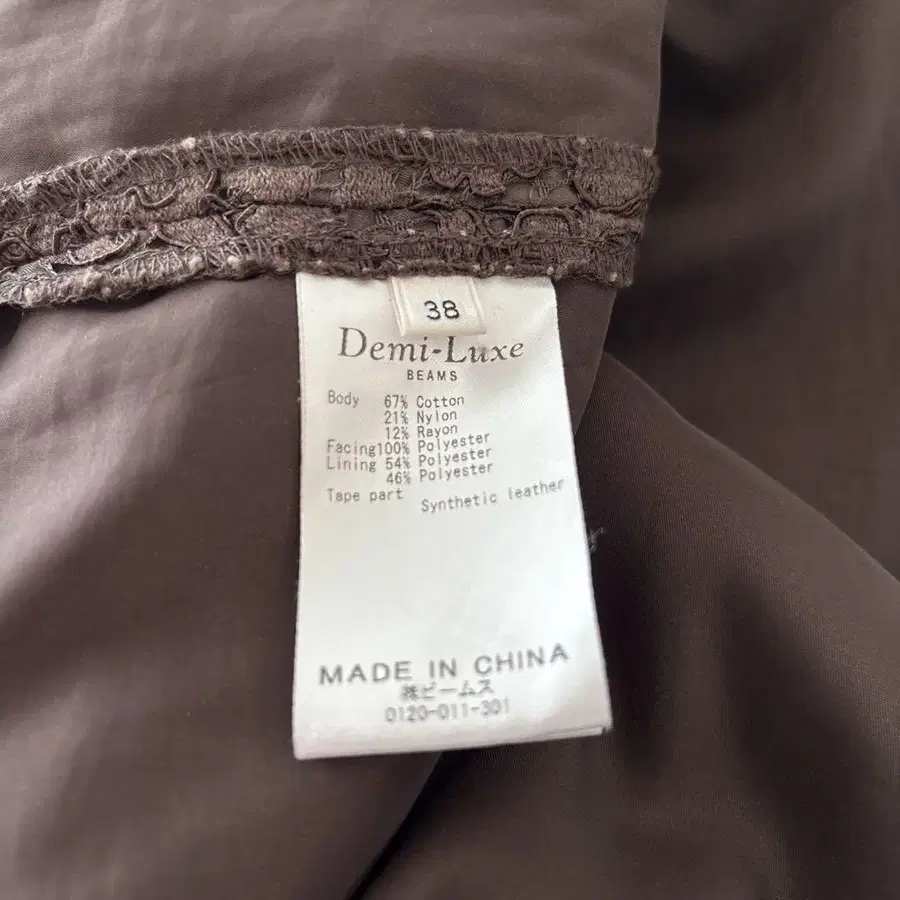 38
Demi-Luxe
BEAMS
Body 67% Cotton
21% Nylon
12% Rayon
Facing100% Polyester
Lining 54% Polyester
46% Polyester
Tape part Synthetic leather
MADE IN CHINA
㈱ビームス
0120-011-301